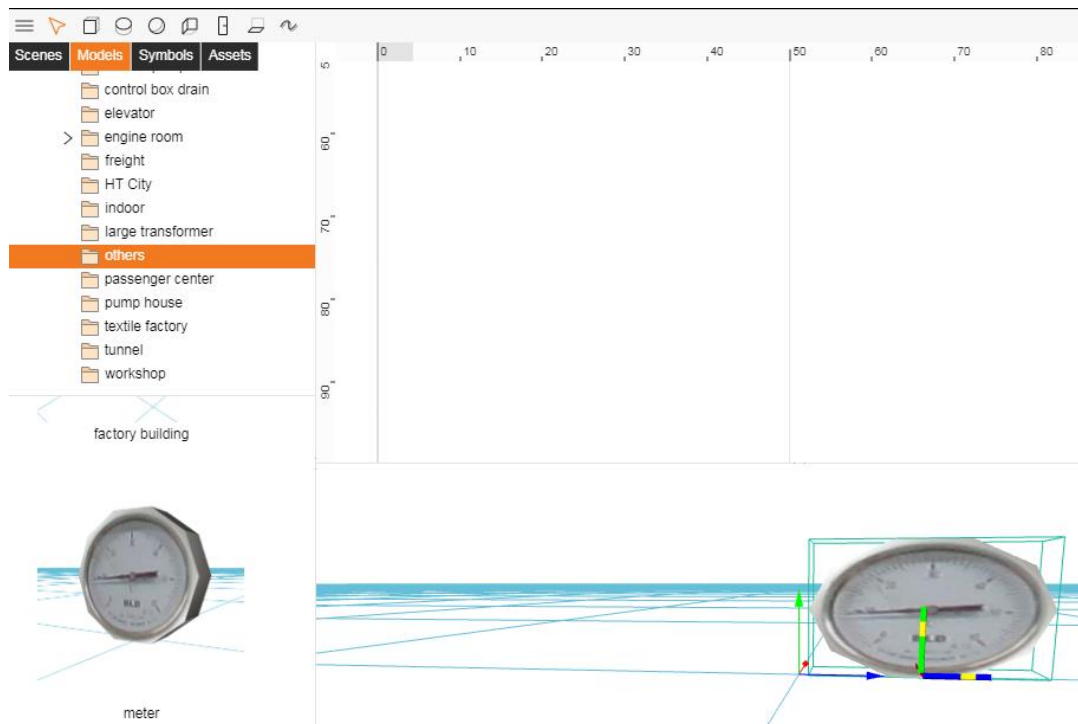 Scenes Models Symbols Assets
0 10 20 30 40 50 60 70 80
control box drain
elevator
engine room
freight
HT City
indoor
large transformer
others
passenger center
pump house
textile factory
tunnel
workshop
5
60
70
80
90
factory building
BLD
meter
BLD